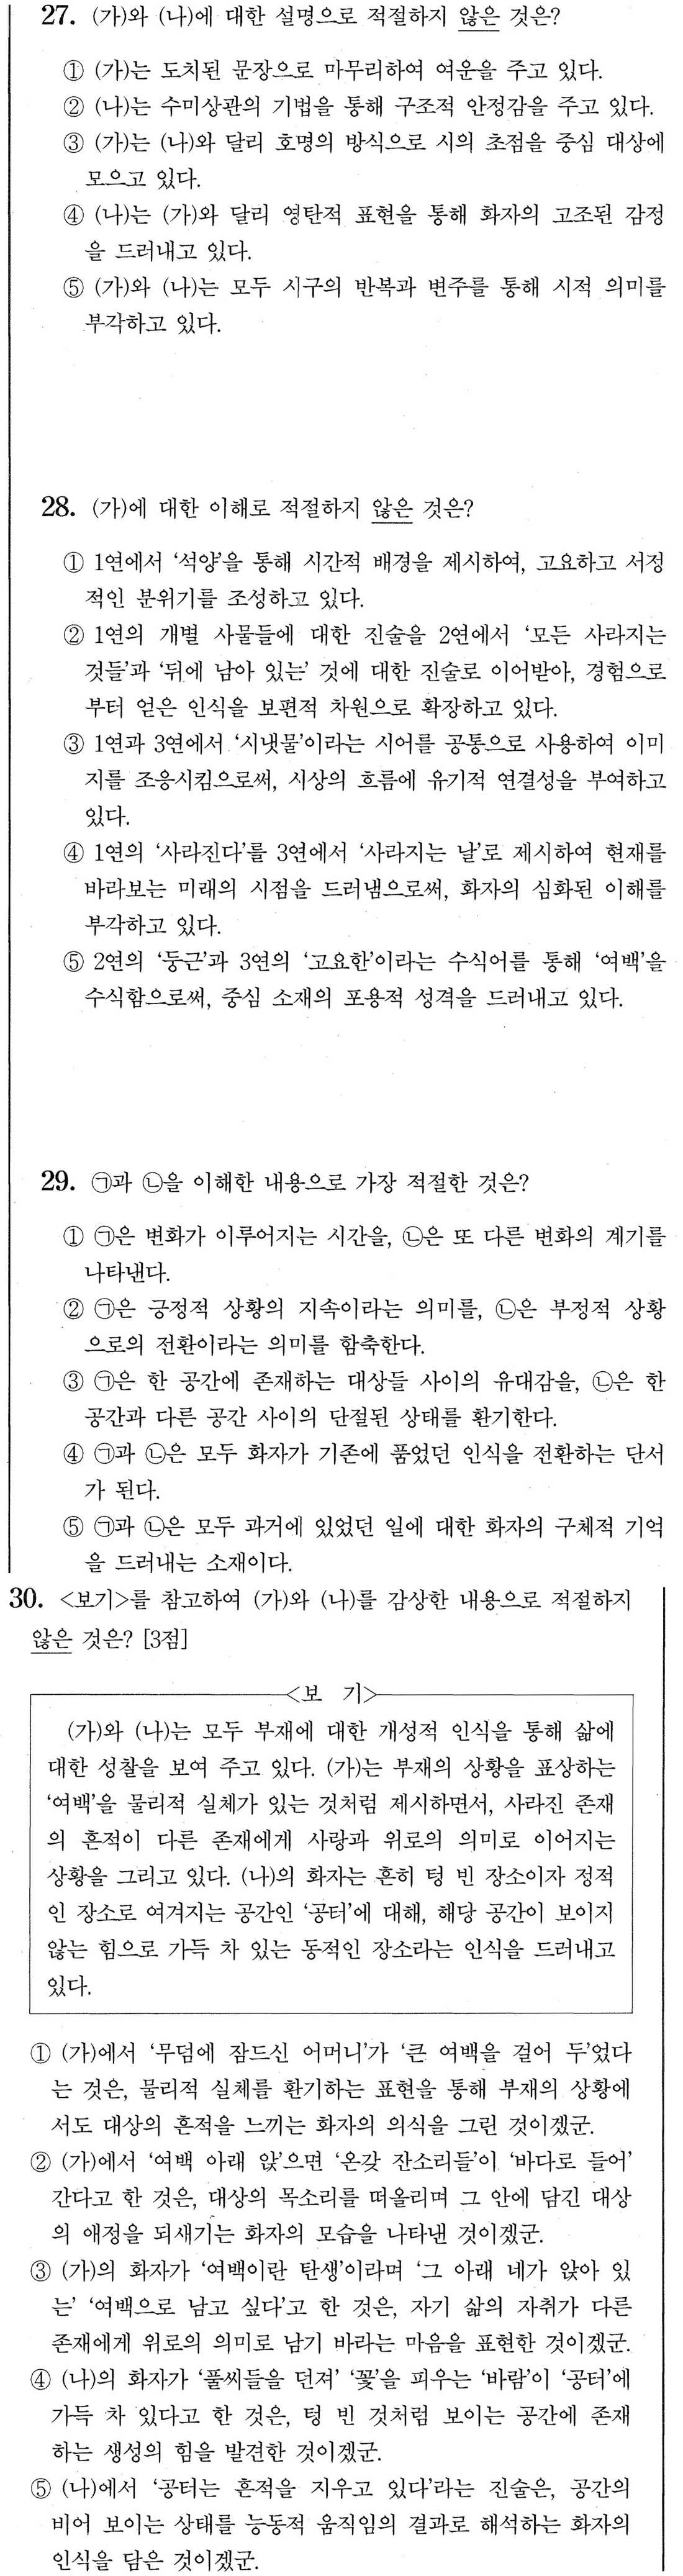 27. (가)와 (나)에 대한 설명으로 적절하지 않은 것은?
① (가)는 도치된 문장으로 마무리하여 여운을 주고 있다.
② (나)는 수미상관의 기법을 통해 구조적 안정감을 주고 있다.
③ (가)는 (나)와 달리 호명의 방식으로 시의 초점을 중심 대상에
모으고 있다.
④ (나)는 (가)와 달리 영탄적 표현을 통해 화자의 고조된 감정
을 드러내고 있다.
⑤ (가)와 (나)는 모두 시구의 반복과 변주를 통해 시적 의미를
부각하고 있다.
28. (가)에 대한 이해로 적절하지 않은 것은?
① 1연에서 ‘석양’을 통해 시간적 배경을 제시하여, 고요하고 서정
적인 분위기를 조성하고 있다.
② 1연의 개별 사물들에 대한 진술을 2연에서 ‘모든 사라지는
것들’과 ‘뒤에 남아 있는’ 것에 대한 진술로 이어받아, 경험으로
부터 얻은 인식을 보편적 차원으로 확장하고 있다.
③ 1연과 3연에서 ‘시냇물’이라는 시어를 공통으로 사용하여 이미
지를 조응시킴으로써, 시상의 흐름에 유기적 연결성을 부여하고
있다.
④ 1연의 ‘사라진다’를 3연에서 ‘사라지는 날’로 제시하여 현재를
바라보는 미래의 시점을 드러냄으로써, 화자의 심화된 이해를
부각하고 있다.
⑤ 2연의 ‘둥근’과 3연의 ‘고요한’이라는 수식어를 통해 ‘여백’을
수식함으로써, 중심 소재의 포용적 성격을 드러내고 있다.
29. ㉠과 ㉡을 이해한 내용으로 가장 적절한 것은?
① ㉠은 변화가 이루어지는 시간을, ㉡은 또 다른 변화의 계기를
나타낸다.
② ㉠은 긍정적 상황의 지속이라는 의미를, ㉡은 부정적 상황
으로의 전환이라는 의미를 함축한다.
③ ㉠은 한 공간에 존재하는 대상들 사이의 유대감을, ㉡은 한
공간과 다른 공간 사이의 단절된 상태를 환기한다.
④ ㉠과 ㉡은 모두 화자가 기존에 품었던 인식을 전환하는 단서
가 된다.
⑤ ㉠과 ㉡은 모두 과거에 있었던 일에 대한 화자의 구체적 기억
을 드러내는 소재이다.
30. <보기>를 참고하여 (가)와 (나)를 감상한 내용으로 적절하지
않은 것은? [3점]
<보 기>
(가)와 (나)는 모두 부재에 대한 개성적 인식을 통해 삶에
대한 성찰을 보여 주고 있다. (가)는 부재의 상황을 표상하는
‘여백’을 물리적 실체가 있는 것처럼 제시하면서, 사라진 존재
의 흔적이 다른 존재에게 사랑과 위로의 의미로 이어지는
상황을 그리고 있다. (나)의 화자는 흔히 텅 빈 장소이자 정적
인 장소로 여겨지는 공간인 ‘공터’에 대해, 해당 공간이 보이지
않는 힘으로 가득 차 있는 동적인 장소라는 인식을 드러내고
있다.
① (가)에서 ‘무덤에 잠드신 어머니’가 ‘큰 여백을 걸어 두’었다
는 것은, 물리적 실체를 환기하는 표현을 통해 부재의 상황에
서도 대상의 흔적을 느끼는 화자의 의식을 그린 것이겠군.
② (가)에서 ‘여백 아래 앉’으면 ‘온갖 잔소리들’이 ‘바다로 들어’
간다고 한 것은, 대상의 목소리를 떠올리며 그 안에 담긴 대상
의 애정을 되새기는 화자의 모습을 나타낸 것이겠군.
③ (가)의 화자가 ‘여백이란 탄생’이라며 ‘그 아래 네가 앉아 있
는’ ‘여백으로 남고 싶다’고 한 것은, 자기 삶의 자취가 다른
존재에게 위로의 의미로 남기 바라는 마음을 표현한 것이겠군.
④ (나)의 화자가 ‘풀씨들을 던져’ ‘꽃’을 피우는 ‘바람’이 ‘공터’에
가득 차 있다고 한 것은, 텅 빈 것처럼 보이는 공간에 존재
하는 생성의 힘을 발견한 것이겠군.
⑤ (나)에서 ‘공터는 흔적을 지우고 있다’라는 진술은, 공간의
비어 보이는 상태를 능동적 움직임의 결과로 해석하는 화자의
인식을 담은 것이겠군.